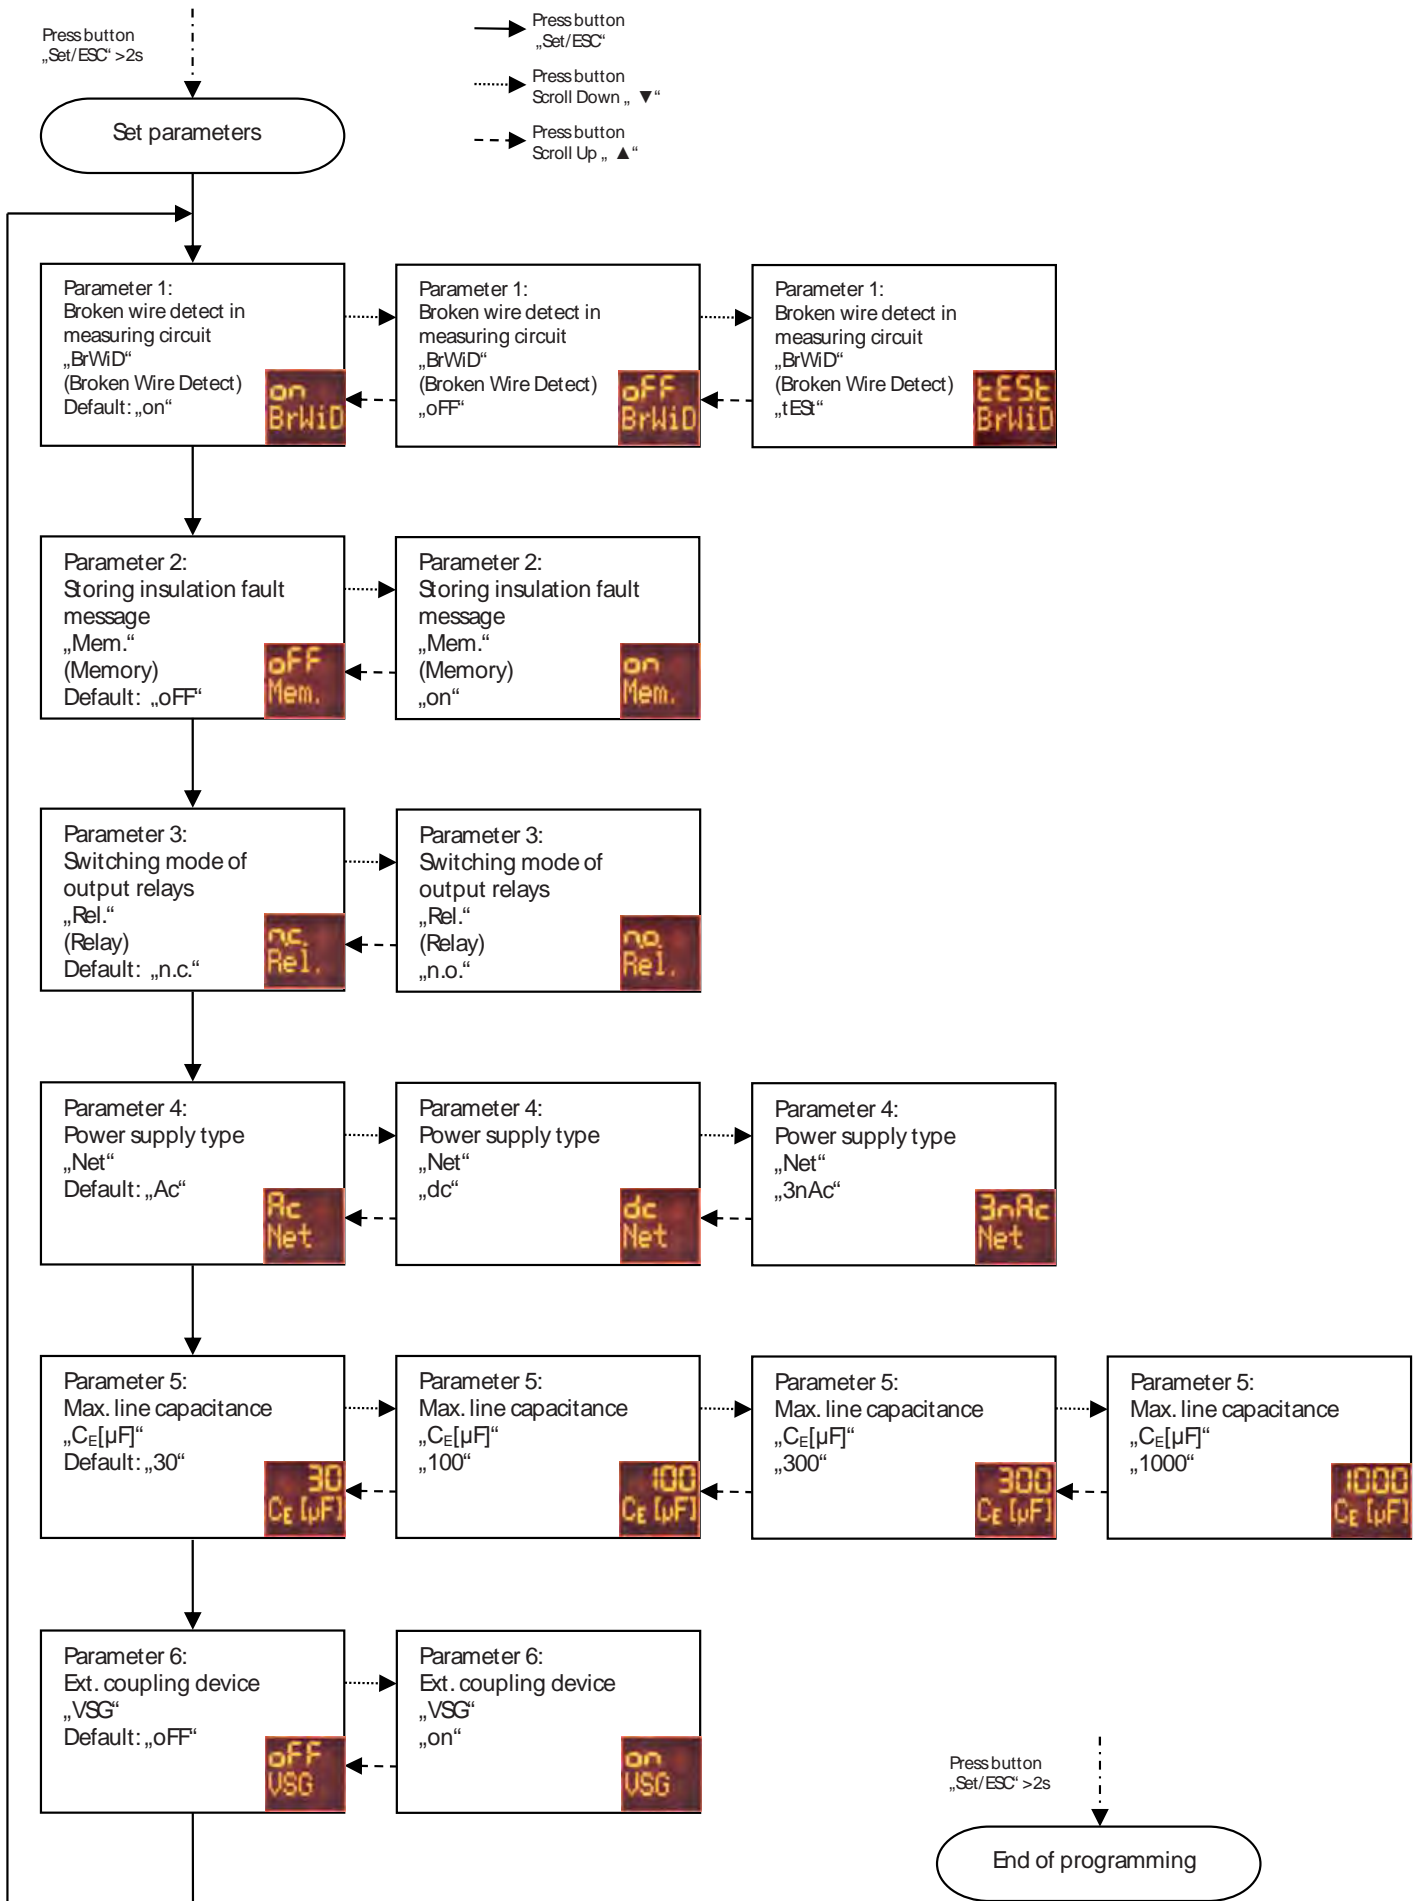 Press button
„Set/ESC“ >2s
Press button
„Set/ESC“
Press button
Scroll Down „ ▼“
Press button
Scroll Up „ ▲“
Set parameters
Parameter 1:
Broken wire detect in
measuring circuit
„BrWiD“
(Broken Wire Detect)
Default: „on“
on
BrWiD
Parameter 1:
Broken wire detect in
measuring circuit
„BrWiD“
(Broken Wire Detect)
„oFF“
oFF
BrWiD
Parameter 1:
Broken wire detect in
measuring circuit
„BrWiD“
(Broken Wire Detect)
„tESt“
tESt
BrWiD
Parameter 2:
Storing insulation fault
message
„Mem.“
(Memory)
Default: „oFF“
oFF
Mem.
Parameter 2:
Storing insulation fault
message
„Mem.“
(Memory)
„on“
on
Mem.
Parameter 3:
Switching mode of
output relays
„Rel.“
(Relay)
Default: „n.c.“
n.c.
Rel.
Parameter 3:
Switching mode of
output relays
„Rel.“
(Relay)
„n.o.“
n.o.
Rel.
Parameter 4:
Power supply type
„Net“
Default: „Ac“
Ac
Net
Parameter 4:
Power supply type
„Net“
„dc“
dc
Net
Parameter 4:
Power supply type
„Net“
„3nAc“
3nAc
Net
Parameter 5:
Max. line capacitance
„CE[µF]“
Default: „30“
30
CE [µF]
Parameter 5:
Max. line capacitance
„CE[µF]“
„100“
100
CE [µF]
Parameter 5:
Max. line capacitance
„CE[µF]“
„300“
300
CE [µF]
Parameter 5:
Max. line capacitance
„CE[µF]“
„1000“
1000
CE [µF]
Parameter 6:
Ext. coupling device
„VSG“
Default: „oFF“
oFF
VSG
Parameter 6:
Ext. coupling device
„VSG“
„on“
on
VSG
Press button
„Set/ESC“ >2s
End of programming